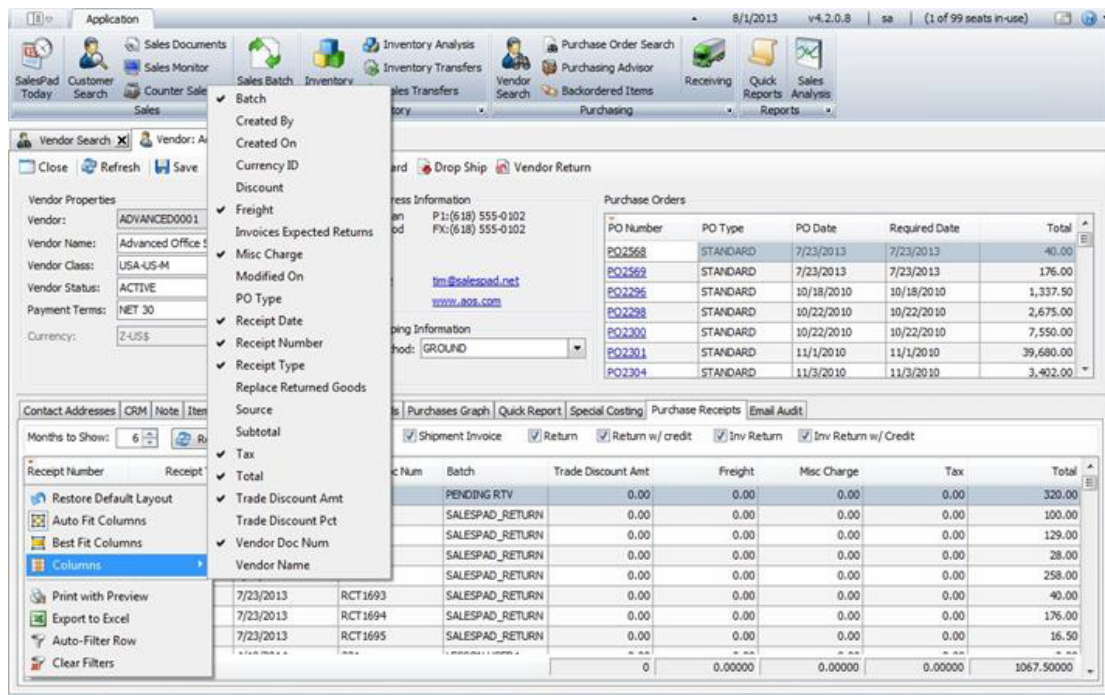 Application 8/1/2013 v4.2.0.8 sa (1 of 99 seats in-use)
Sales Documents Inventory Analysis Purchase Order Search
Sales Monitor Inventory Transfers Purchasing Advisor
SalesPad Today Customer Search Counter Sale Sales Batch Inventory ales Transfers Vendor Search Backordered Items Receiving Quick Reports Sales Analysis
Sales tory Purchasing Reports
Vendor Search Vendor: A
Close Refresh Save ard Drop Ship Vendor Return
Batch
Created By
Created On
Currency ID
Discount
Freight
Invoices Expected Returns
Misc Charge
Modified On
PO Type
Receipt Date
Receipt Number
Receipt Type
Replace Returned Goods
Source
Subtotal
Tax
Total
Trade Discount Amt
Trade Discount Pct
Vendor Doc Num
Vendor Name
Vendor Properties
Vendor: ADVANCED0001
Vendor Name: Advanced Office S
Vendor Class: USA-US-M
Vendor Status: ACTIVE
Payment Terms: NET 30
Currency: Z-US$
ress Information
an P1:(618) 555-0102
od FX:(618) 555-0102
tim@salespad.net
www.aos.com
ping Information
hod: GROUND
Purchase Orders
PO Number PO Type PO Date Required Date Total
PO2568 STANDARD 7/23/2013 7/23/2013 40.00
PO2569 STANDARD 7/23/2013 7/23/2013 176.00
PO2296 STANDARD 10/18/2010 10/18/2010 1,337.50
PO2298 STANDARD 10/22/2010 10/22/2010 2,675.00
PO2300 STANDARD 10/22/2010 10/22/2010 7,550.00
PO2301 STANDARD 11/1/2010 11/1/2010 39,680.00
PO2304 STANDARD 11/3/2010 11/3/2010 3,402.00
Contact Addresses CRM Note Item ls Purchases Graph Quick Report Special Costing Purchase Receipts Email Audit
Months to Show: 6 R Shipment Invoice Return Return w/ credit Inv Return Inv Return w/ Credit
Receipt Number Receipt c Num Batch Trade Discount Amt Freight Misc Charge Tax Total
PENDING RTV 0.00 0.00 0.00 0.00 320.00
SALESPAD_RETURN 0.00 0.00 0.00 0.00 100.00
SALESPAD_RETURN 0.00 0.00 0.00 0.00 129.00
SALESPAD_RETURN 0.00 0.00 0.00 0.00 28.00
SALESPAD_RETURN 0.00 0.00 0.00 0.00 258.00
7/23/2013 RCT1693 SALESPAD_RETURN 0.00 0.00 0.00 0.00 40.00
7/23/2013 RCT1694 SALESPAD_RETURN 0.00 0.00 0.00 0.00 176.00
7/23/2013 RCT1695 SALESPAD_RETURN 0.00 0.00 0.00 0.00 16.50
0 0.00000 0.00000 0.00000 1067.50000
Restore Default Layout
Auto Fit Columns
Best Fit Columns
Columns
Print with Preview
Export to Excel
Auto-Filter Row
Clear Filters